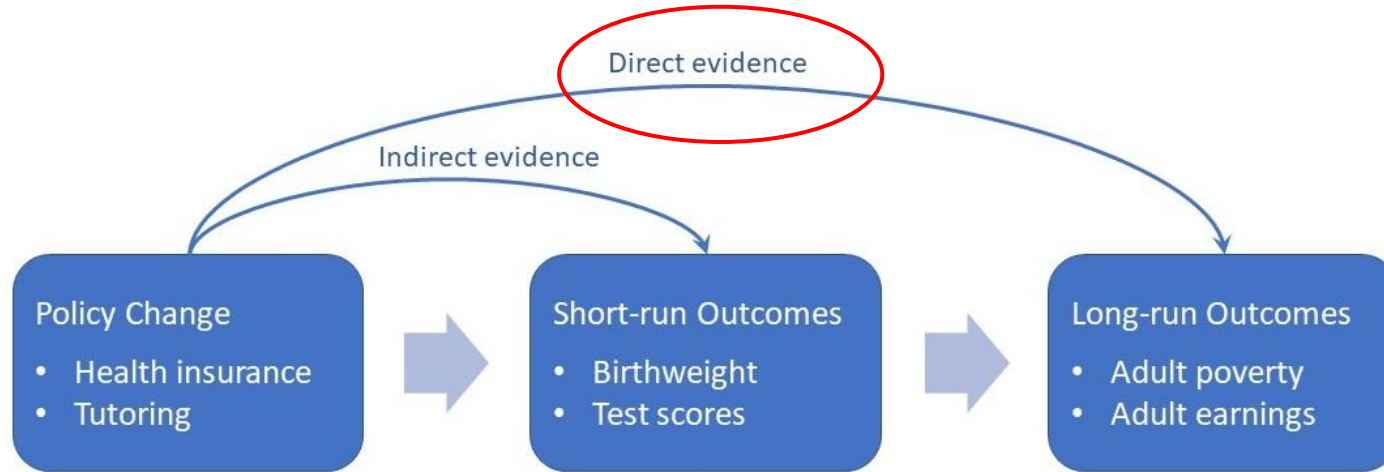 Direct evidence
Indirect evidence
Policy Change
• Health insurance
• Tutoring
Short-run Outcomes
• Birthweight
• Test scores
Long-run Outcomes
• Adult poverty
• Adult earnings